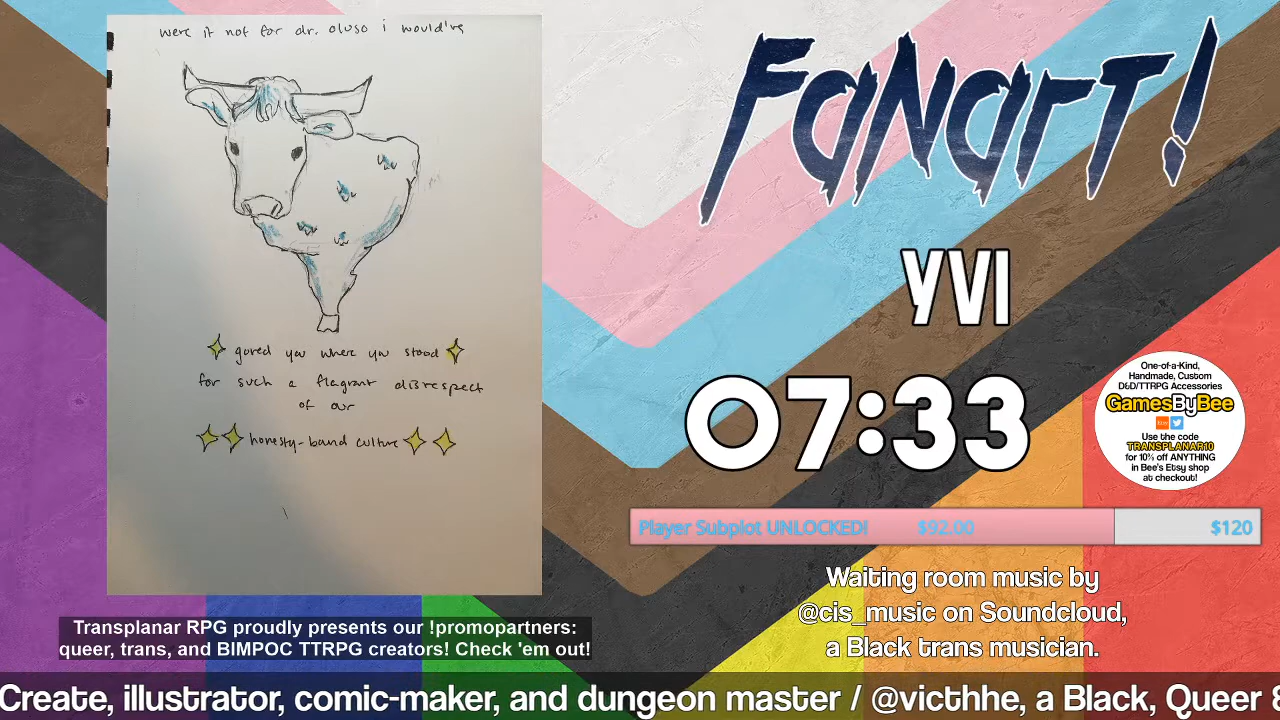 were it not for dr. oluso i would've
gored you where you stood
for such a flagrant disrespect
of our
honesty-bound culture
FANART!
YVI
07:33
One-of-a-Kind,
Handmade, Custom
D&D/TTRPG Accessories
GamesByBee
Use the code
TRANSPLANAR10
for 10% off ANYTHING
in Bee's Etsy shop
at checkout!
Player Subplot UNLOCKED! $92.00 $120
Waiting room music by
@cis_music on Soundcloud,
a Black trans musician.
Transplanar RPG proudly presents our !promopartners:
queer, trans, and BIMPOC TTRPG creators! Check 'em out!
Create, illustrator, comic-maker, and dungeon master / @victhhe, a Black, Queer &